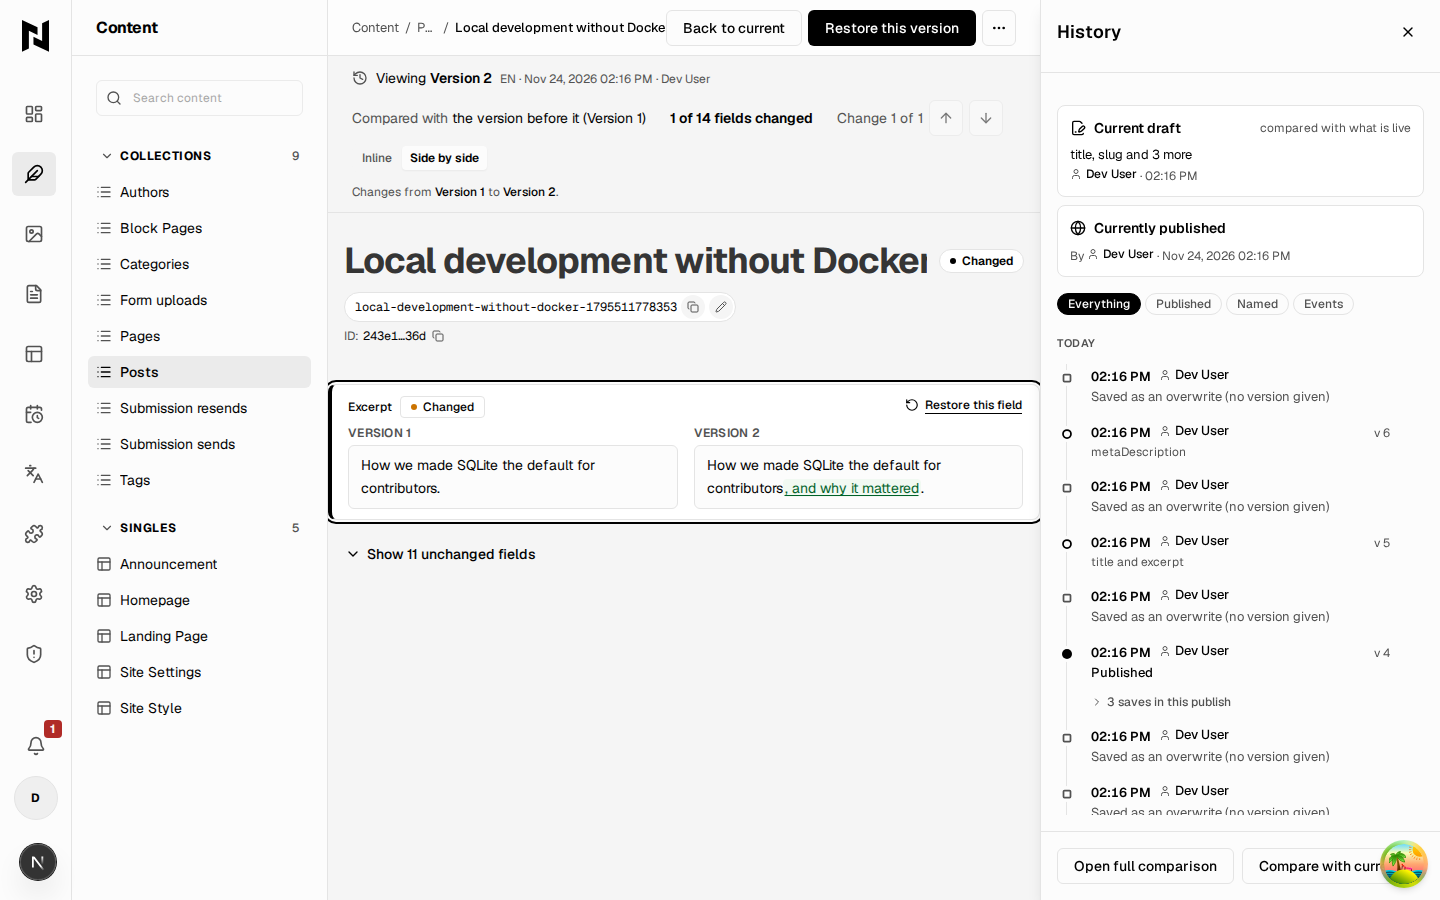 Content
Search content
COLLECTIONS 9
Authors
Block Pages
Categories
Form uploads
Pages
Posts
Submission resends
Submission sends
Tags
SINGLES 5
Announcement
Homepage
Landing Page
Site Settings
Site Style
1
D
N
Content / P... / Local development without Docke
Back to current
Restore this version
Viewing Version 2 EN · Nov 24, 2026 02:16 PM · Dev User
Compared with the version before it (Version 1) 1 of 14 fields changed Change 1 of 1
Inline Side by side
Changes from Version 1 to Version 2.
Local development without Docker Changed
local-development-without-docker-1795511778353
ID: 243e1…36d
Excerpt Changed Restore this field
VERSION 1
How we made SQLite the default for
contributors.
VERSION 2
How we made SQLite the default for
contributors, and why it mattered.
Show 11 unchanged fields
History
Current draft compared with what is live
title, slug and 3 more
Dev User · 02:16 PM
Currently published
By Dev User · Nov 24, 2026 02:16 PM
Everything Published Named Events
TODAY
02:16 PM Dev User
Saved as an overwrite (no version given)
02:16 PM Dev User v 6
metaDescription
02:16 PM Dev User
Saved as an overwrite (no version given)
02:16 PM Dev User v 5
title and excerpt
02:16 PM Dev User
Saved as an overwrite (no version given)
02:16 PM Dev User v 4
Published
3 saves in this publish
02:16 PM Dev User
Saved as an overwrite (no version given)
02:16 PM Dev User
Saved as an overwrite (no version given)
Open full comparison
Compare with curr